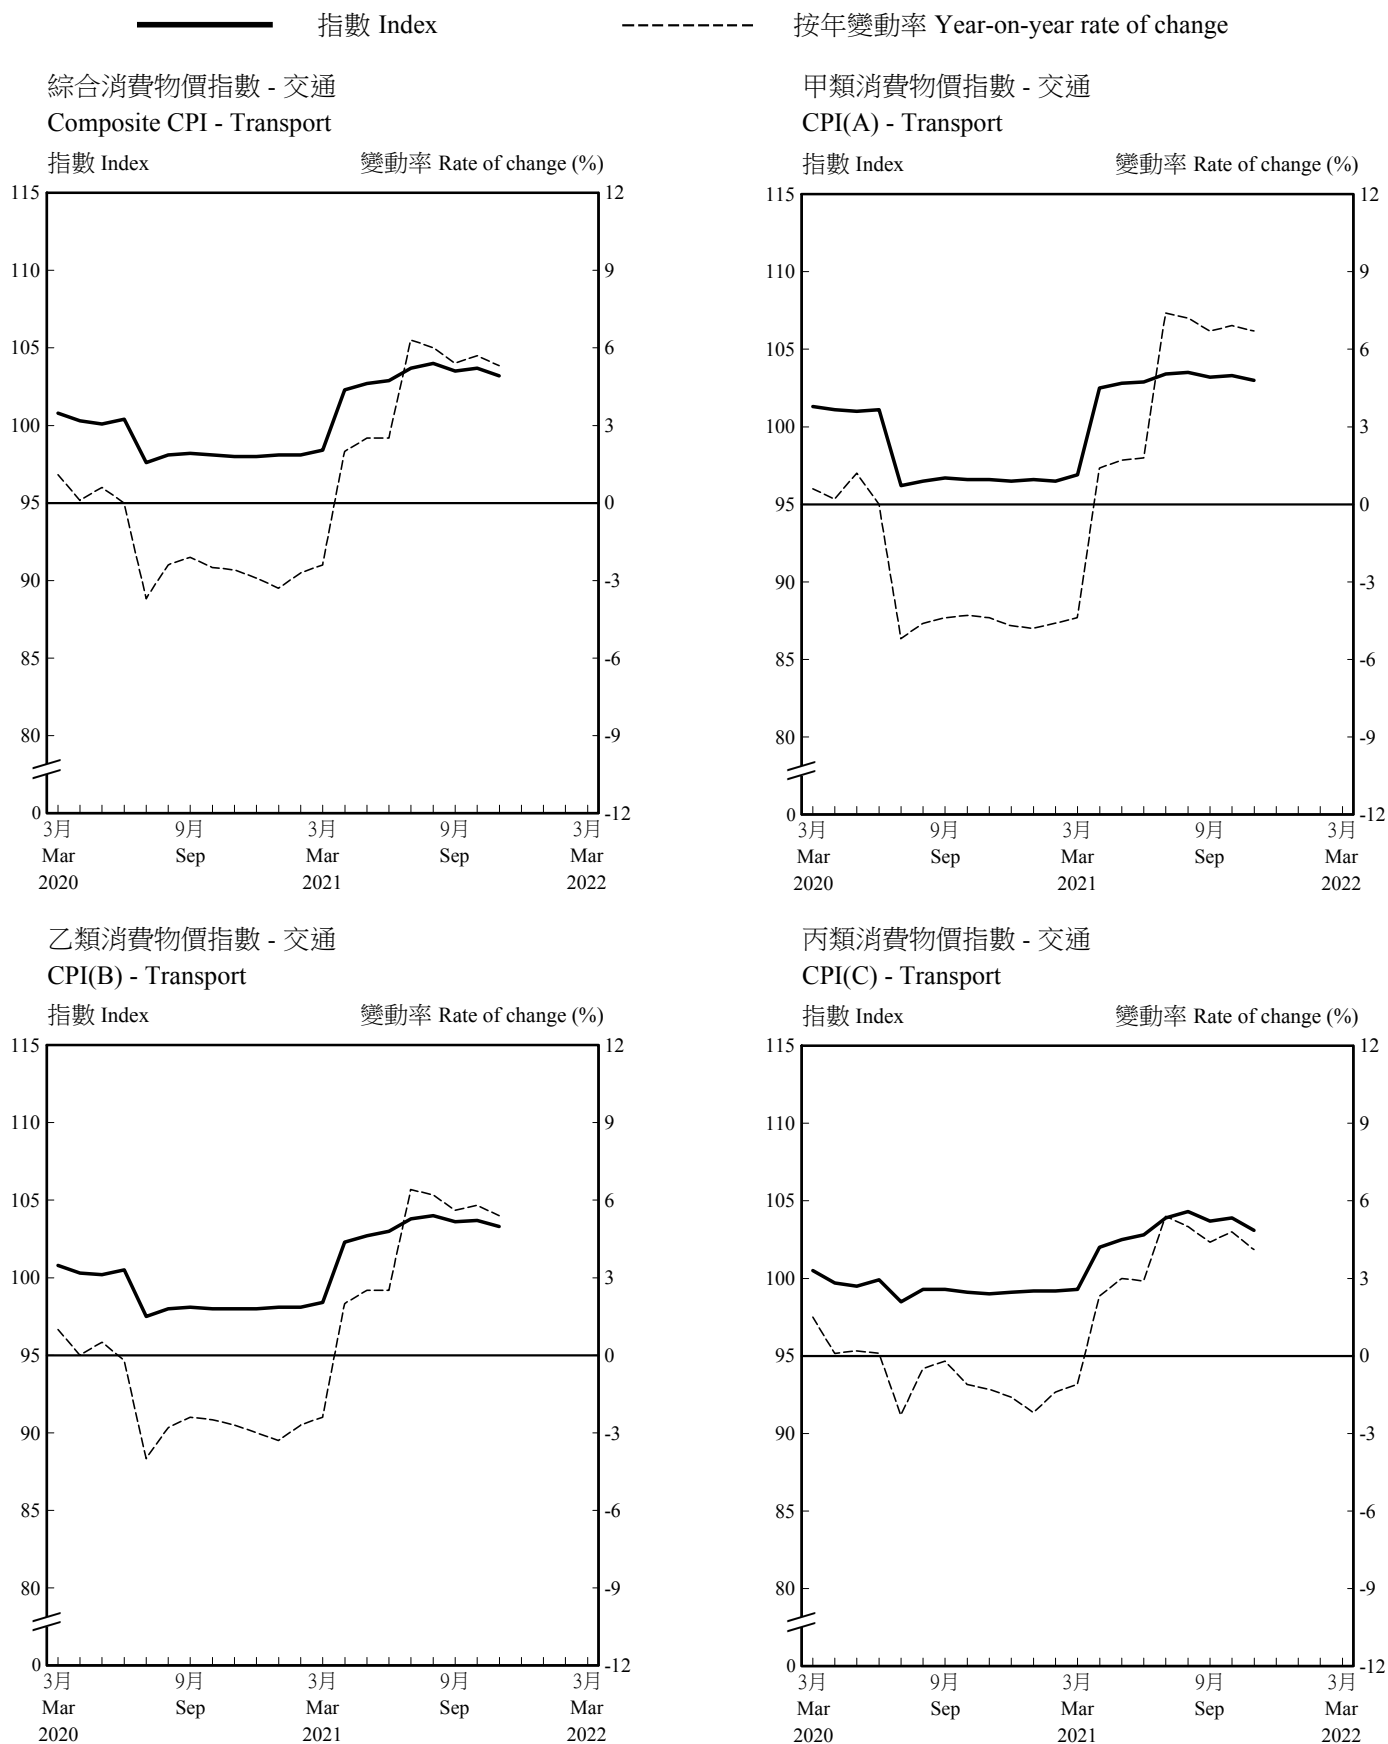 指數 Index
按年變動率 Year-on-year rate of change
綜合消費物價指數 - 交通
Composite CPI - Transport
指數 Index 變動率 Rate of change (%)
115 12
110 9
105 6
100 3
95 0
90 -3
85 -6
80 -9
0 -12
3月 9月 3月 9月 3月
Mar Sep Mar Sep Mar
2020 2021 2022
甲類消費物價指數 - 交通
CPI(A) - Transport
指數 Index 變動率 Rate of change (%)
115 12
110 9
105 6
100 3
95 0
90 -3
85 -6
80 -9
0 -12
3月 9月 3月 9月 3月
Mar Sep Mar Sep Mar
2020 2021 2022
乙類消費物價指數 - 交通
CPI(B) - Transport
指數 Index 變動率 Rate of change (%)
115 12
110 9
105 6
100 3
95 0
90 -3
85 -6
80 -9
0 -12
3月 9月 3月 9月 3月
Mar Sep Mar Sep Mar
2020 2021 2022
丙類消費物價指數 - 交通
CPI(C) - Transport
指數 Index 變動率 Rate of change (%)
115 12
110 9
105 6
100 3
95 0
90 -3
85 -6
80 -9
0 -12
3月 9月 3月 9月 3月
Mar Sep Mar Sep Mar
2020 2021 2022